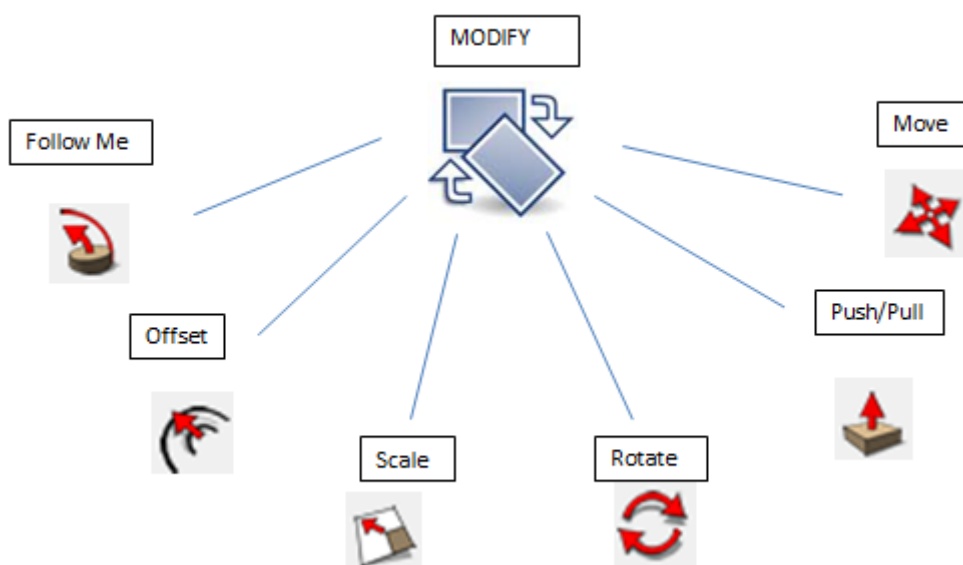 MODIFY
Follow Me
Move
Offset
Push/Pull
Scale
Rotate